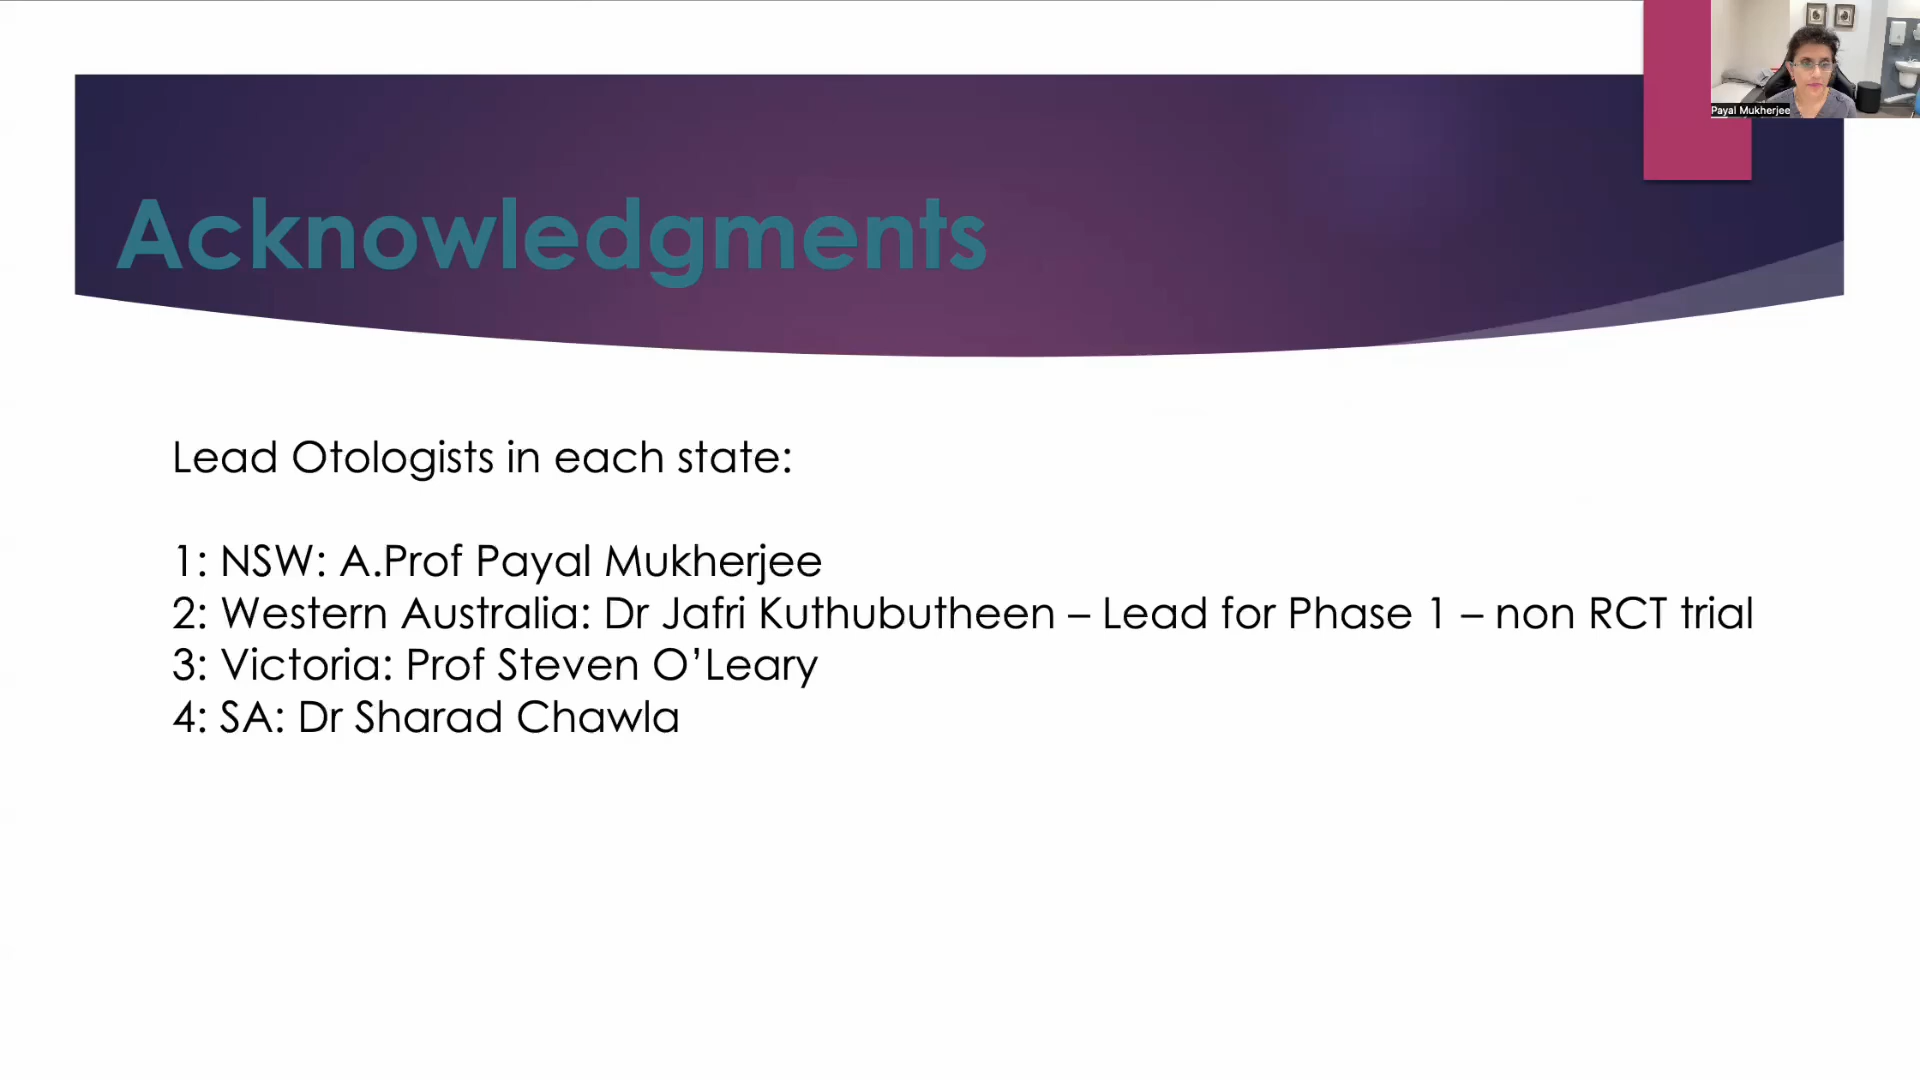 Payal Mukherjee
Acknowledgments
Lead Otologists in each state:
1: NSW: A.Prof Payal Mukherjee
2: Western Australia: Dr Jafri Kuthubutheen – Lead for Phase 1 – non RCT trial
3: Victoria: Prof Steven O’Leary
4: SA: Dr Sharad Chawla